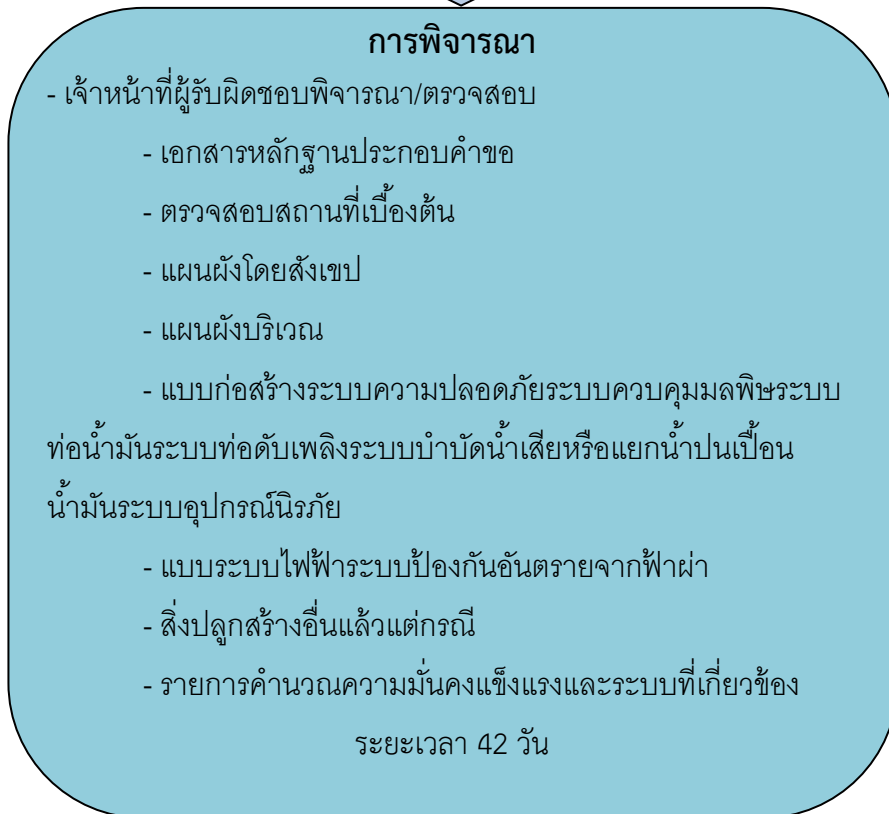 การพิจารณา
- เจ้าหน้าที่ผู้รับผิดชอบพิจารณา/ตรวจสอบ
- เอกสารหลักฐานประกอบคำขอ
- ตรวจสอบสถานที่เบื้องต้น
- แผนผังโดยสังเขป
- แผนผังบริเวณ
- แบบก่อสร้างระบบความปลอดภัยระบบควบคุมมลพิษระบบ
ท่อน้ำมันระบบท่อดับเพลิงระบบบำบัดน้ำเสียหรือแยกน้ำปนเปื้อน
น้ำมันระบบอุปกรณ์นิรภัย
- แบบระบบไฟฟ้าระบบป้องกันอันตรายจากฟ้าผ่า
- สิ่งปลูกสร้างอื่นแล้วแต่กรณี
- รายการคำนวณความมั่นคงแข็งแรงและระบบที่เกี่ยวข้อง
ระยะเวลา 42 วัน